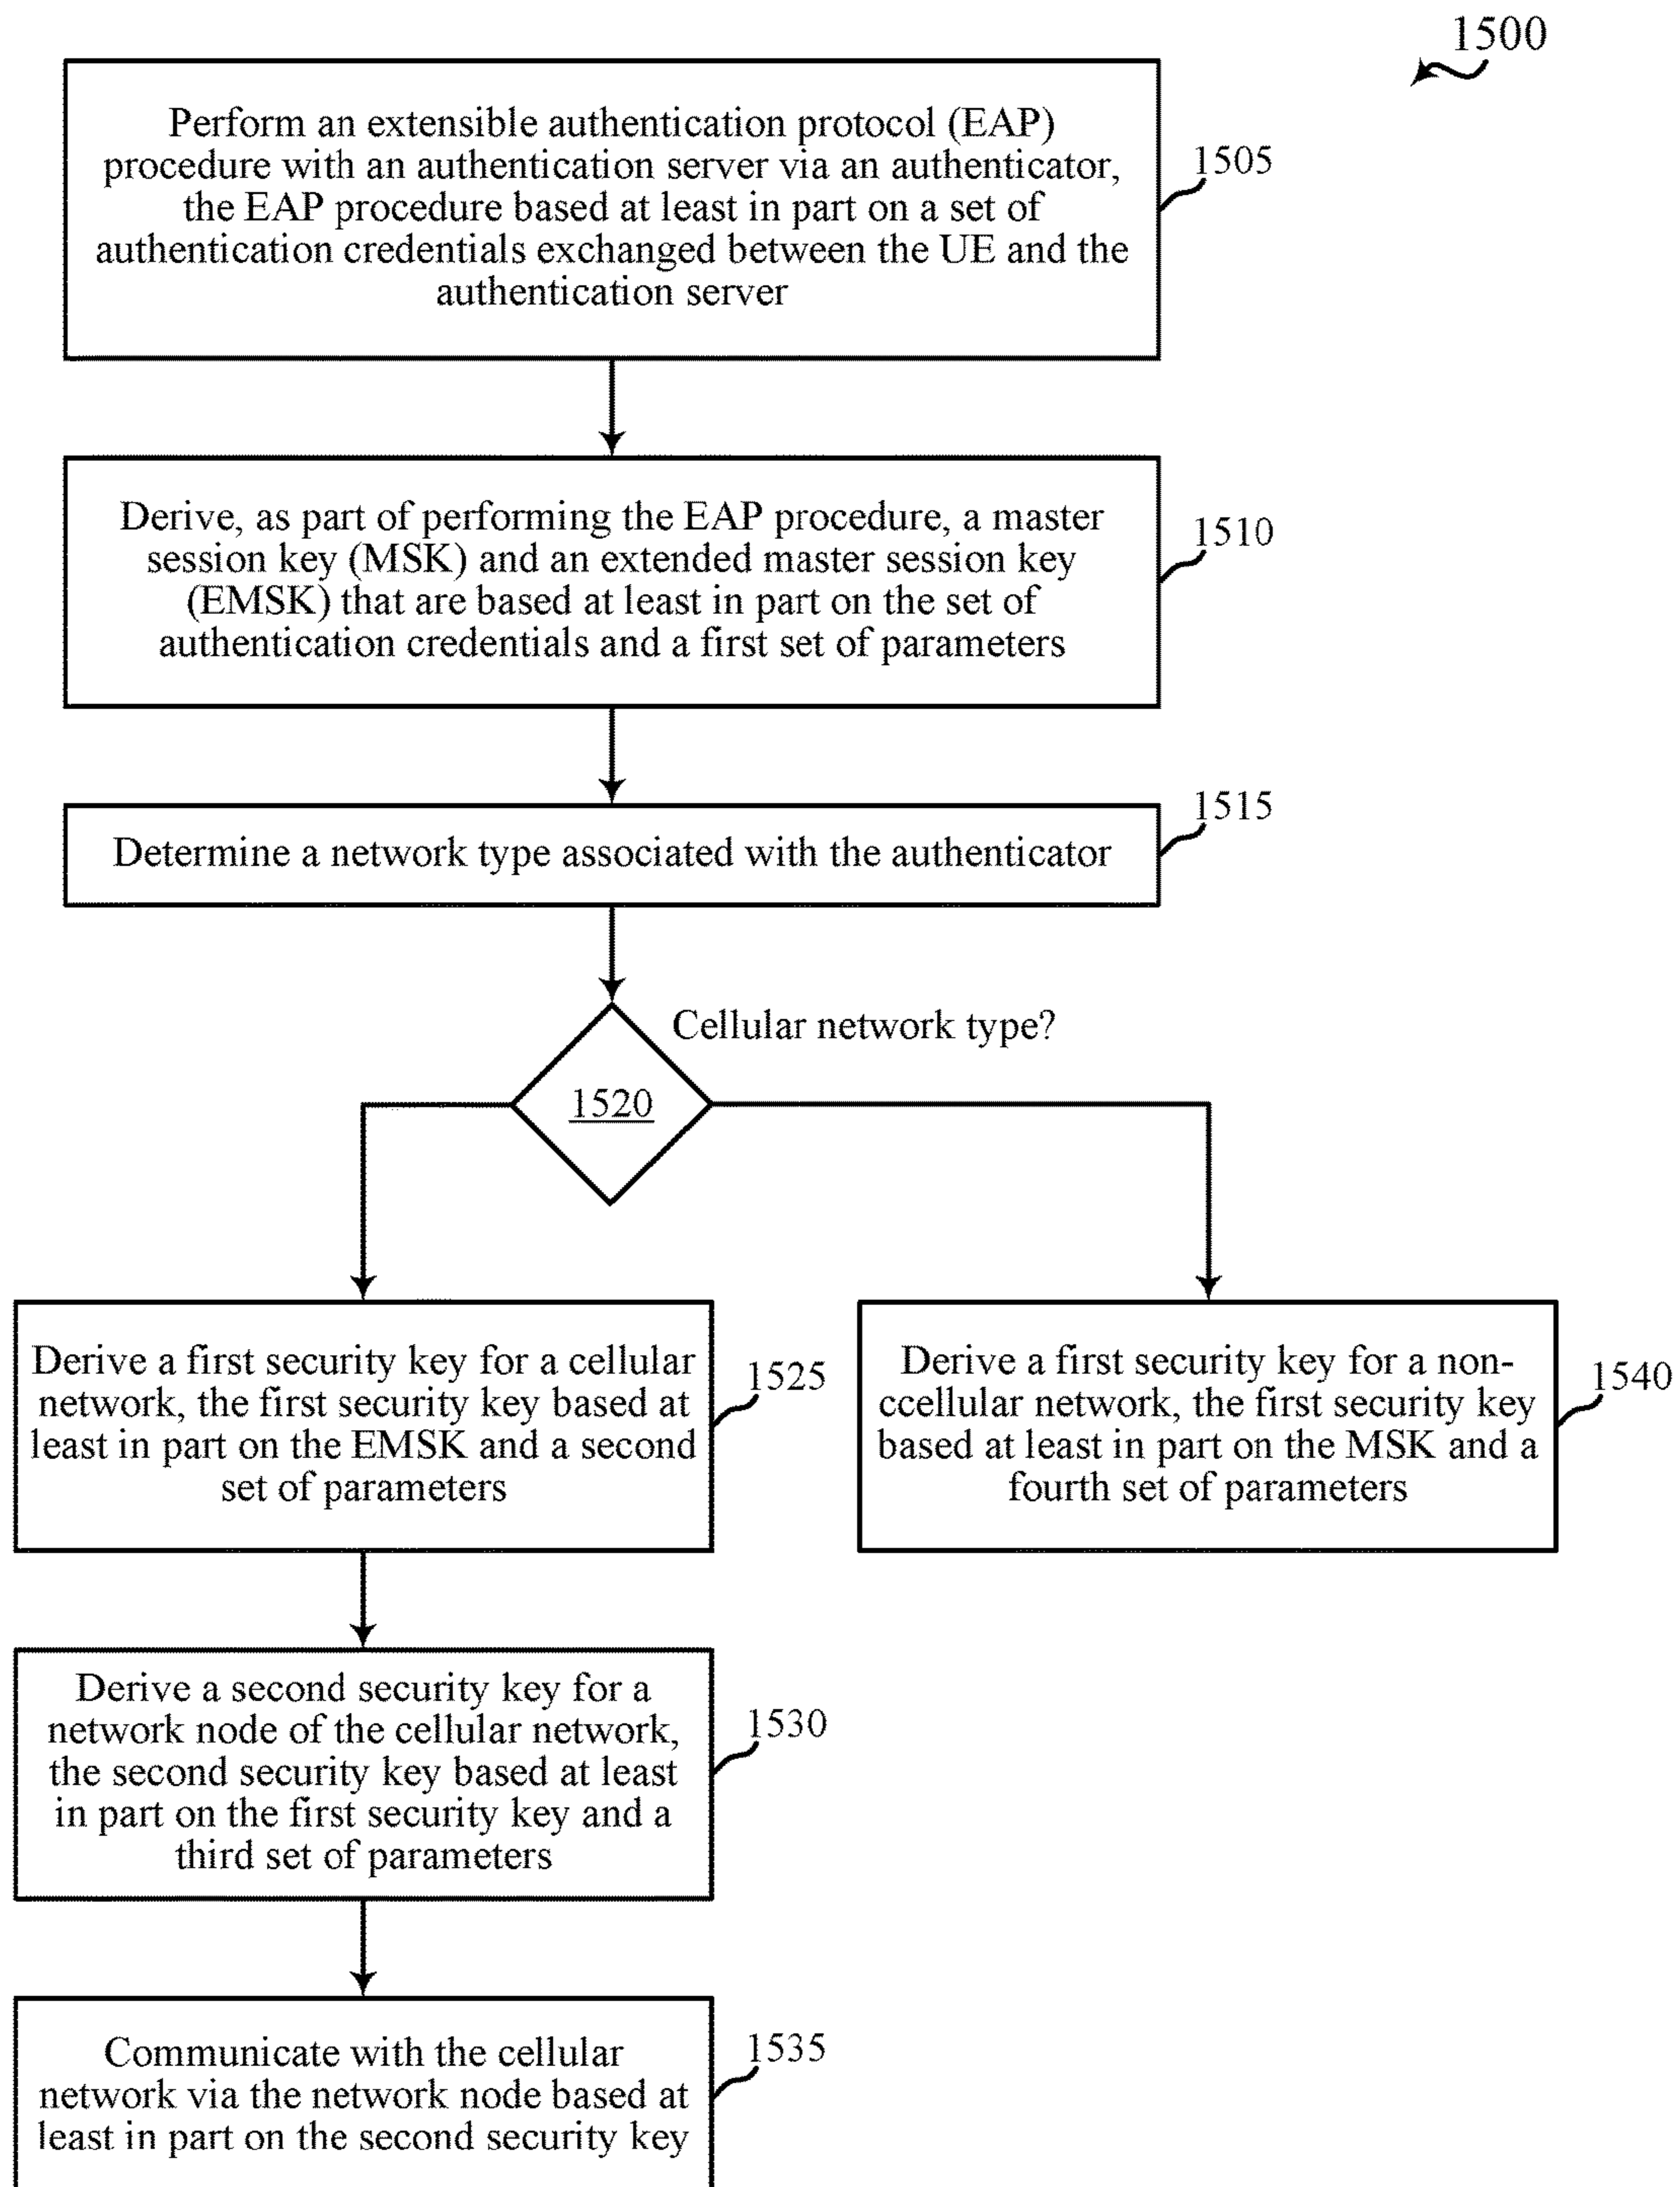 1500
Perform an extensible authentication protocol (EAP)
procedure with an authentication server via an authenticator,
the EAP procedure based at least in part on a set of
authentication credentials exchanged between the UE and the
authentication server
1505
Derive, as part of performing the EAP procedure, a master
session key (MSK) and an extended master session key
(EMSK) that are based at least in part on the set of
authentication credentials and a first set of parameters
1510
Determine a network type associated with the authenticator
1515
Cellular network type?
1520
Derive a first security key for a cellular
network, the first security key based at
least in part on the EMSK and a second
set of parameters
1525
Derive a first security key for a non-
ccellular network, the first security key
based at least in part on the MSK and a
fourth set of parameters
1540
Derive a second security key for a
network node of the cellular network,
the second security key based at least
in part on the first security key and a
third set of parameters
1530
Communicate with the cellular
network via the network node based at
least in part on the second security key
1535